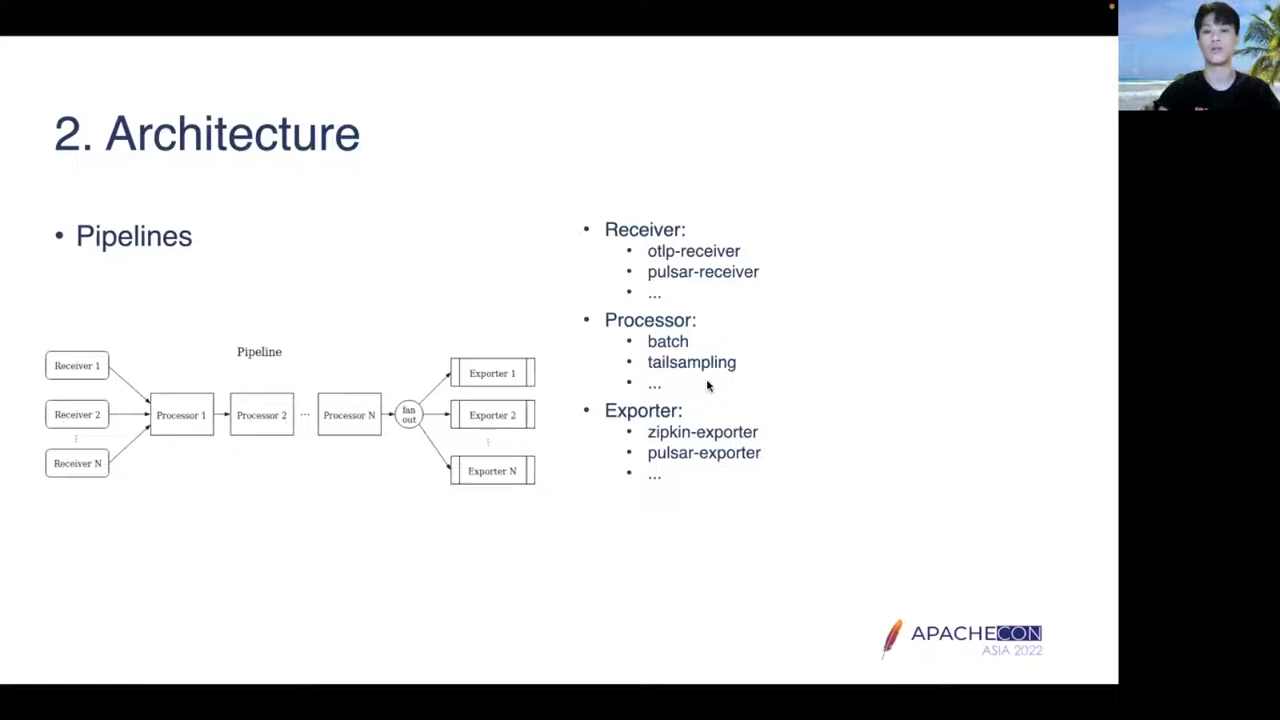 2. Architecture
• Pipelines
Pipeline
Receiver 1
Receiver 2
Receiver N
Processor 1
Processor 2
...
Processor N
fan
out
Exporter 1
Exporter 2
Exporter N
• Receiver:
• otlp-receiver
• pulsar-receiver
• ...
• Processor:
• batch
• tailsampling
• ...
• Exporter:
• zipkin-exporter
• pulsar-exporter
• ...
APACHECON
ASIA 2022